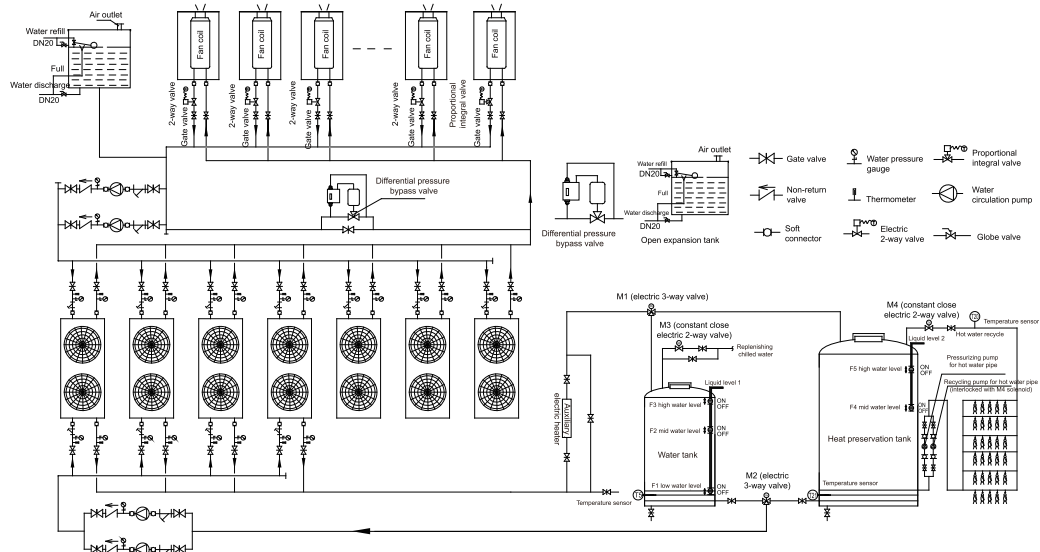 Air outlet
Water refill
DN20
Full
Water discharge
DN20
Fan coil
Fan coil
Fan coil
Fan coil
Fan coil
2-way valve
Gate valve
2-way valve
Gate valve
2-way valve
Gate valve
2-way valve
Gate valve
Proportional
integral valve
Gate valve
Differential pressure
bypass valve
Differential pressure
bypass valve
Air outlet
Water refill
DN20
Full
Water discharge
DN20
Open expansion tank
Gate valve
Water pressure
gauge
Proportional
integral valve
Non-return
valve
Thermometer
Water
circulation pump
Soft
connector
Electric
2-way valve
Globe valve
M1 (electric 3-way valve)
M3 (constant close
electric 2-way valve)
Replenishing
chilled water
M4 (constant close
electric 2-way valve)
Temperature sensor
Hot water recycle
Liquid level 2
Pressurizing pump
for hot water pipe
Recycling pump for hot water pipe
(interlocked with M4 solenoid)
F5 high water level
ON
OFF
F4 mid water level
ON
OFF
Heat preservation tank
Temperature sensor
Auxiliary
electric heater
Liquid level 1
F3 high water level
ON
OFF
F2 mid water level
ON
OFF
Water tank
F1 low water level
ON
OFF
Temperature sensor
M2 (electric
3-way valve)